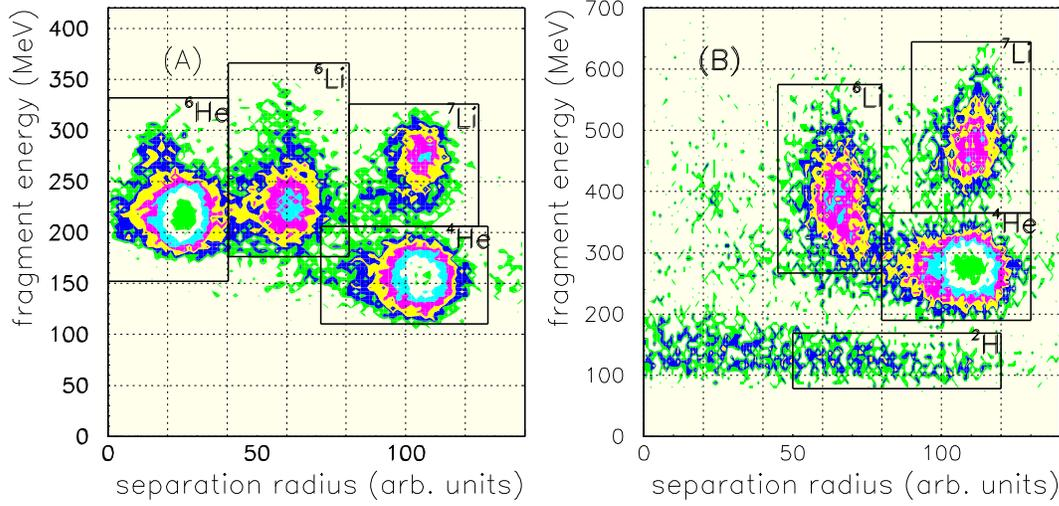 (A)
⁶He
⁶Li
⁷Li
⁴He
400
350
300
250
200
150
100
50
0
0 50 100
fragment energy (MeV)
separation radius (arb. units)
(B)
⁶Li
⁷Li
⁴He
²H
700
600
500
400
300
200
100
0
0 50 100
fragment energy (MeV)
separation radius (arb. units)